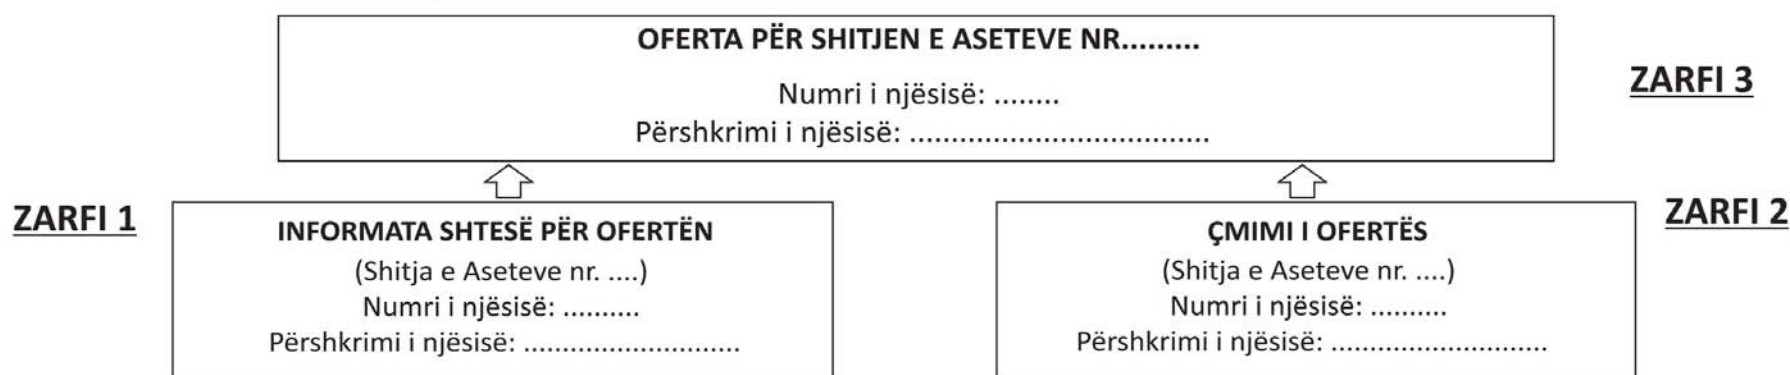 OFERTA PËR SHITJEN E ASETEVE NR.........
Numri i njësisë: ........
Përshkrimi i njësisë: ..................................
ZARFI 3
ZARFI 1
INFORMATA SHTESË PËR OFERTËN
(Shitja e Aseteve nr. ....)
Numri i njësisë: ..........
Përshkrimi i njësisë: ............................
ÇMIMI I OFERTËS
(Shitja e Aseteve nr. ....)
Numri i njësisë: ..........
Përshkrimi i njësisë: ............................
ZARFI 2